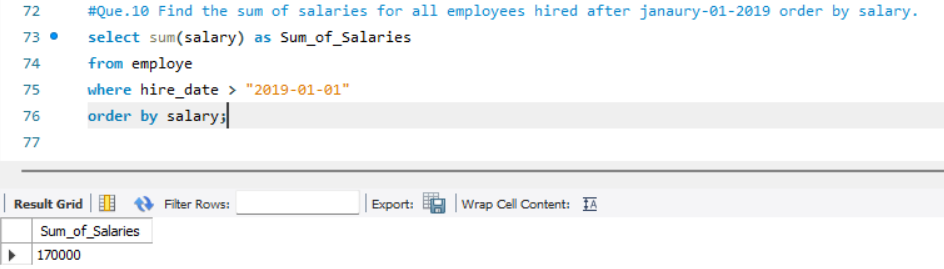 72 #Que.10 Find the sum of salaries for all employees hired after janaury-01-2019 order by salary.
73 select sum(salary) as Sum_of_Salaries
74 from employe
75 where hire_date > "2019-01-01"
76 order by salary;
77
Result Grid Filter Rows: Export: Wrap Cell Content: IA
Sum_of_Salaries
170000